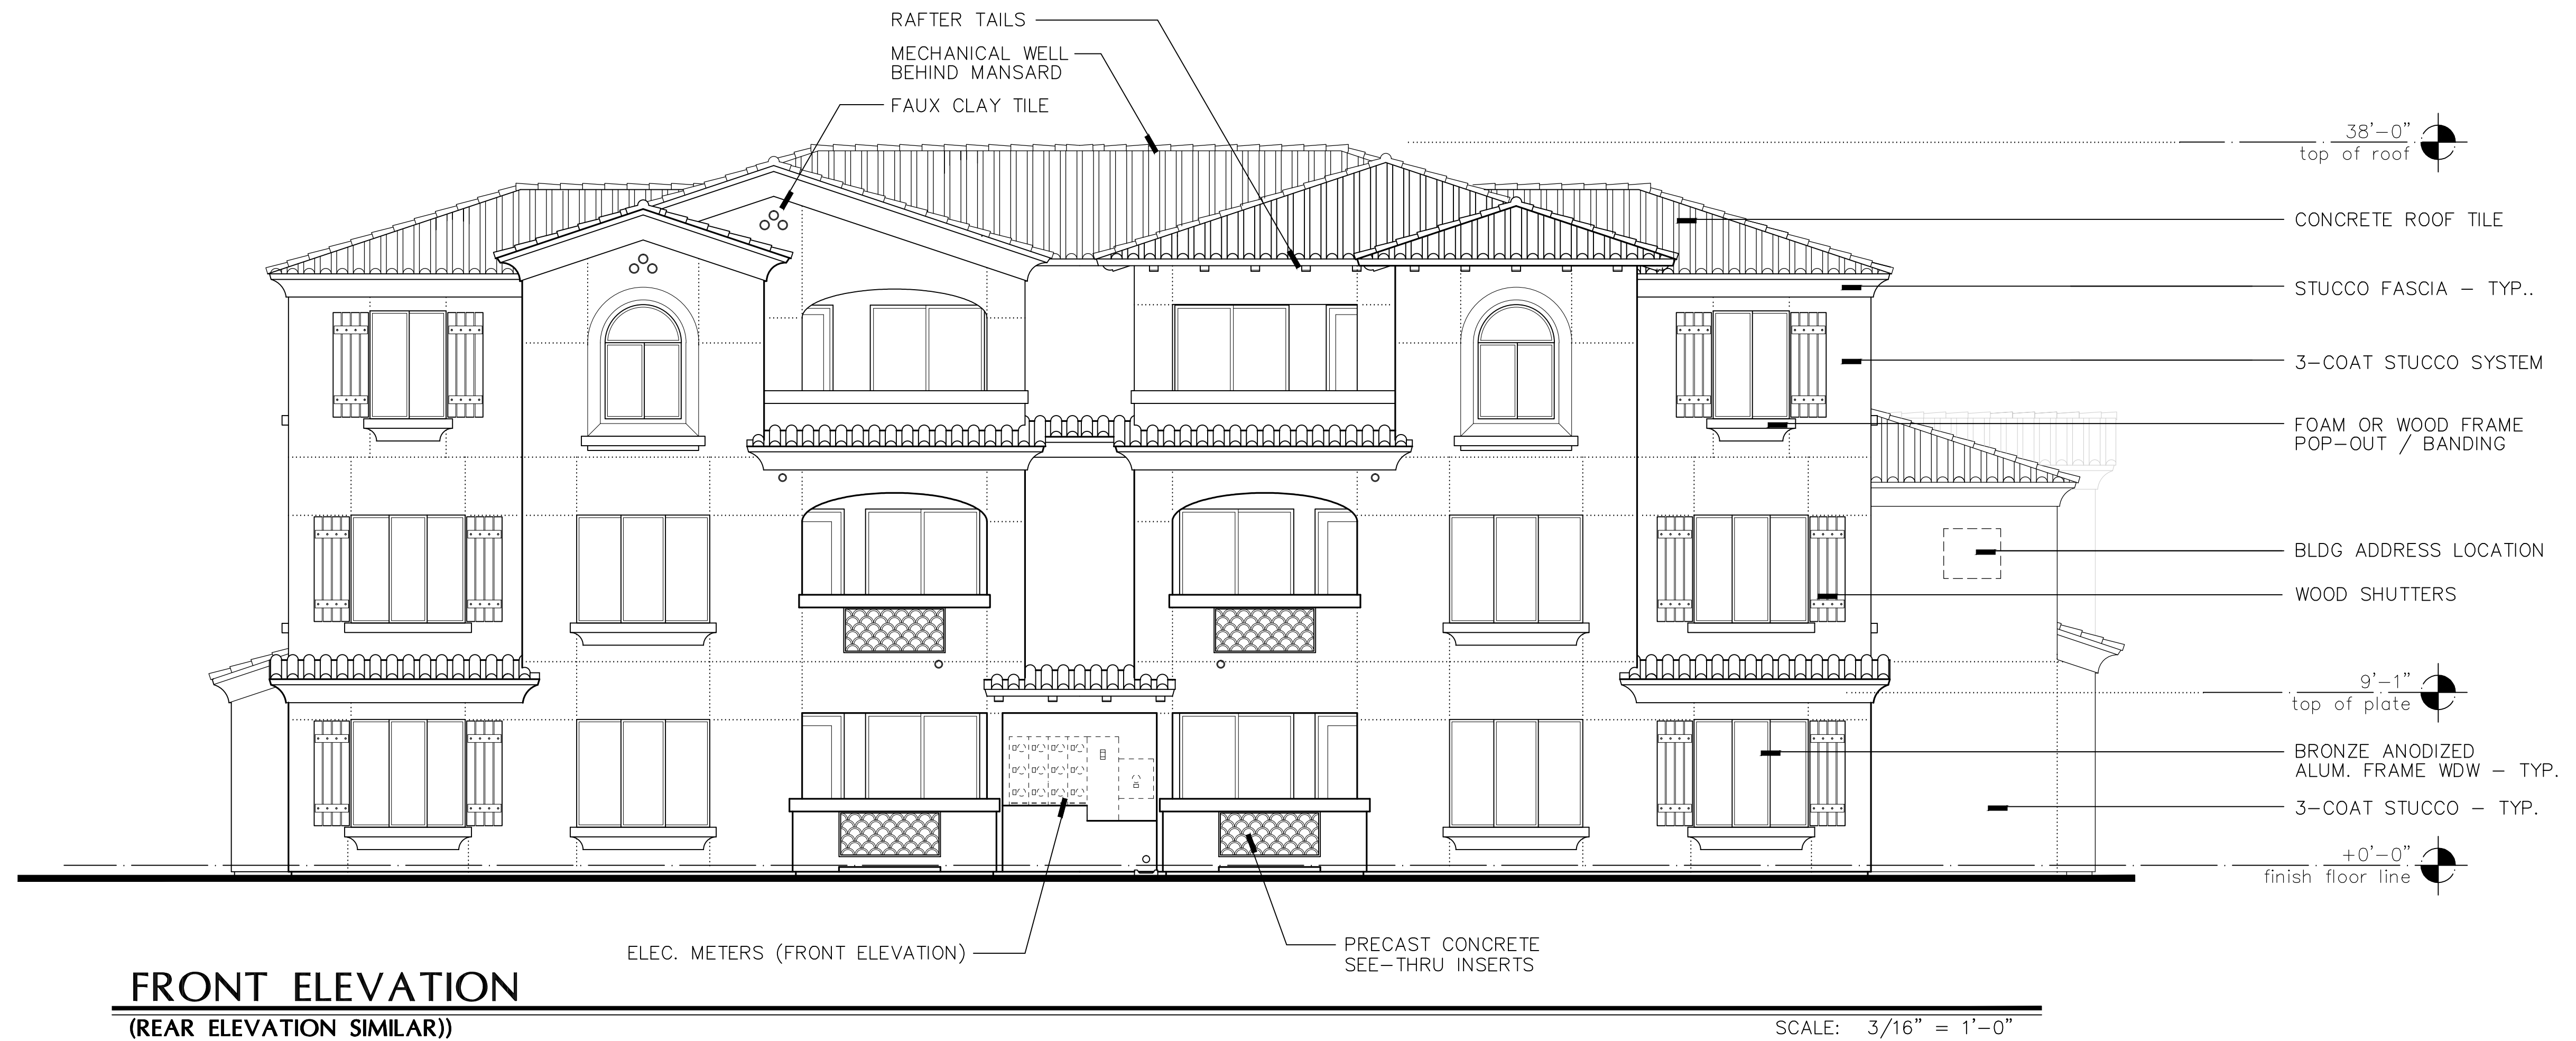 RAFTER TAILS
MECHANICAL WELL
BEHIND MANSARD
FAUX CLAY TILE
38'-0"
top of roof
CONCRETE ROOF TILE
STUCCO FASCIA - TYP..
3-COAT STUCCO SYSTEM
FOAM OR WOOD FRAME
POP-OUT / BANDING
BLDG ADDRESS LOCATION
WOOD SHUTTERS
9'-1"
top of plate
BRONZE ANODIZED
ALUM. FRAME WDW - TYP.
3-COAT STUCCO - TYP.
+0'-0"
finish floor line
ELEC. METERS (FRONT ELEVATION)
PRECAST CONCRETE
SEE-THRU INSERTS
FRONT ELEVATION
(REAR ELEVATION SIMILAR))
SCALE: 3/16" = 1'-0"